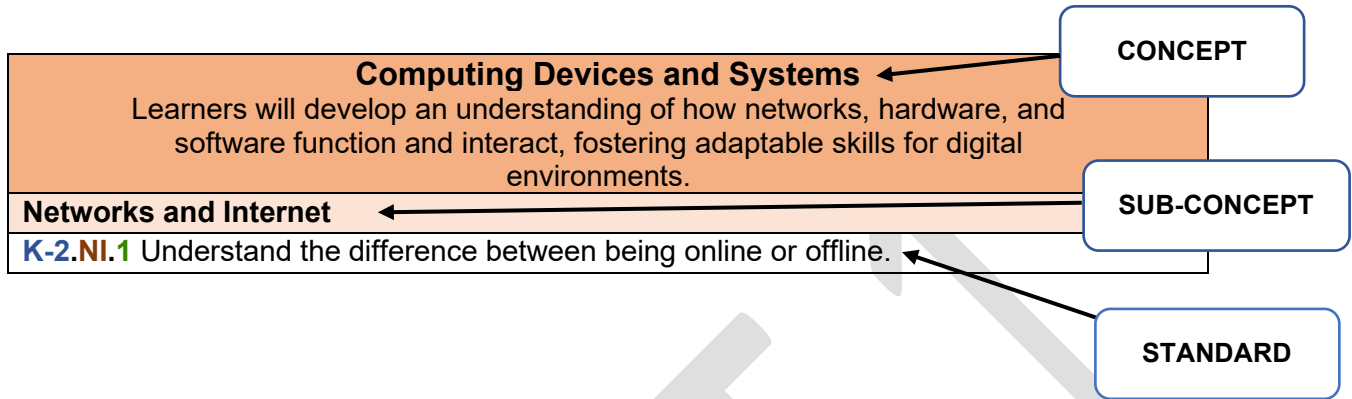 CONCEPT
Computing Devices and Systems
Learners will develop an understanding of how networks, hardware, and
software function and interact, fostering adaptable skills for digital
environments.
SUB-CONCEPT
Networks and Internet
K-2.NI.1 Understand the difference between being online or offline.
STANDARD